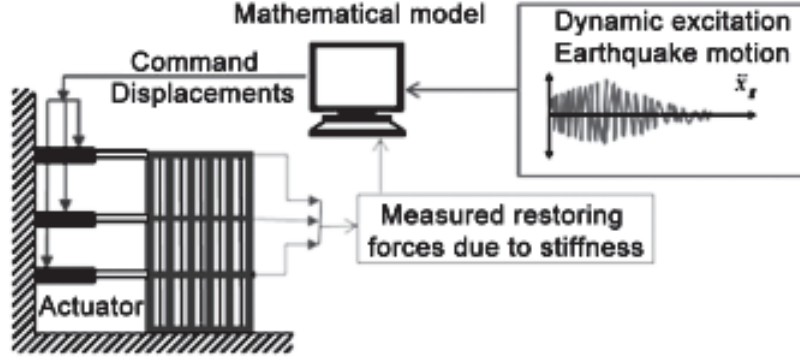 Mathematical model
Dynamic excitation
Earthquake motion
ẍg
Command
Displacements
Measured restoring
forces due to stiffness
Actuator